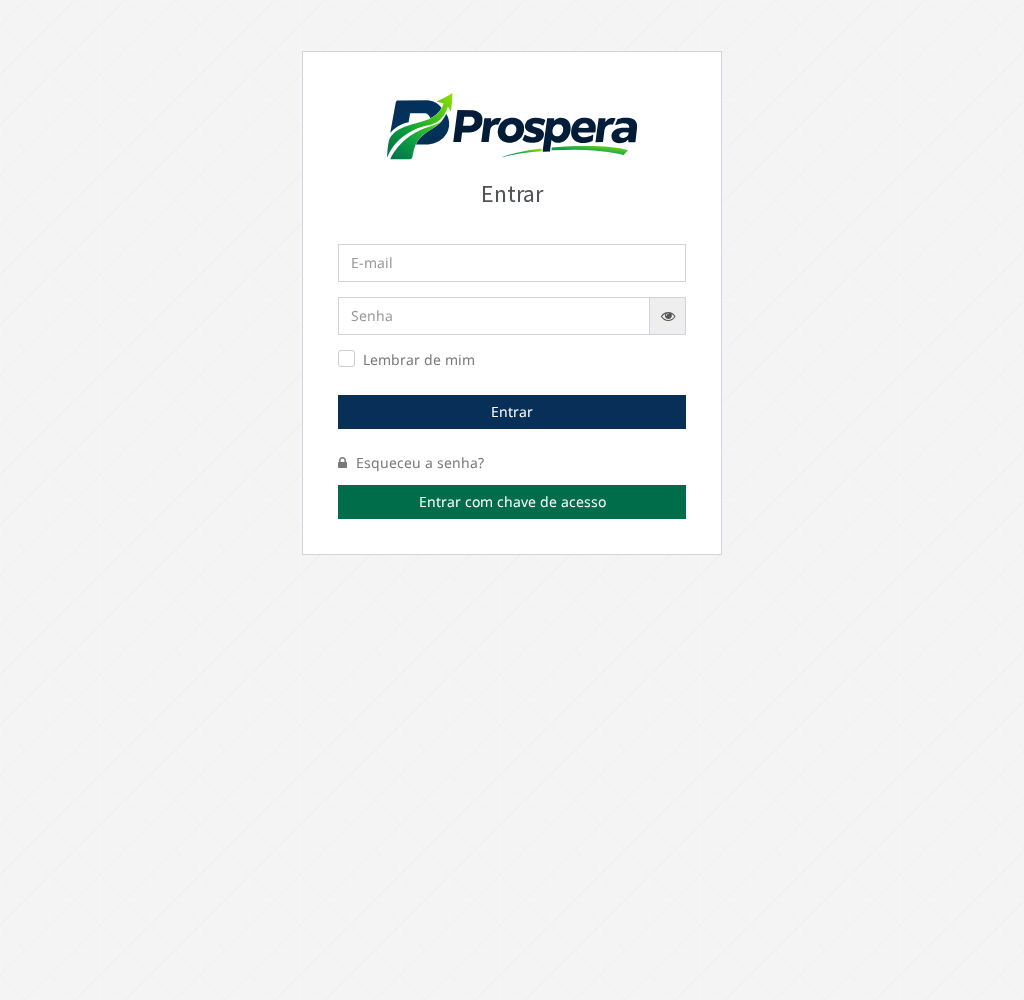 Prospera
Entrar
E-mail
Senha
Lembrar de mim
Entrar
Esqueceu a senha?
Entrar com chave de acesso